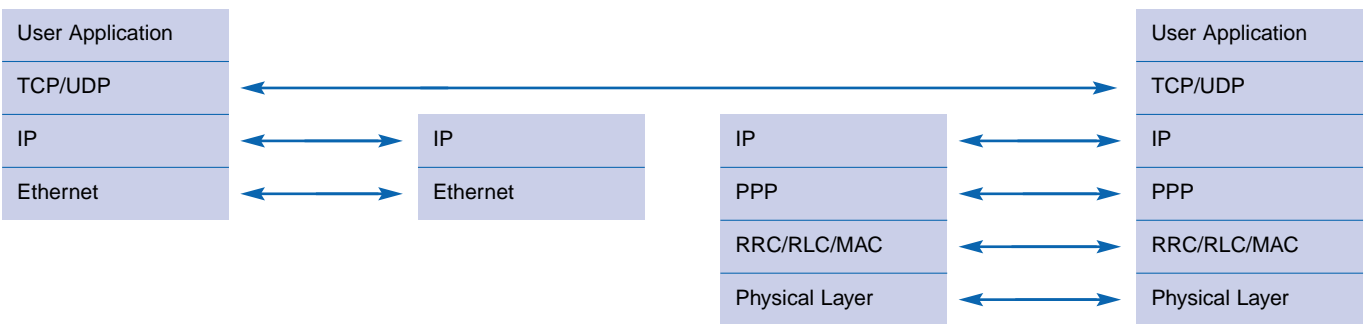 User Application
TCP/UDP
IP
Ethernet
IP
Ethernet
IP
PPP
RRC/RLC/MAC
Physical Layer
User Application
TCP/UDP
IP
PPP
RRC/RLC/MAC
Physical Layer